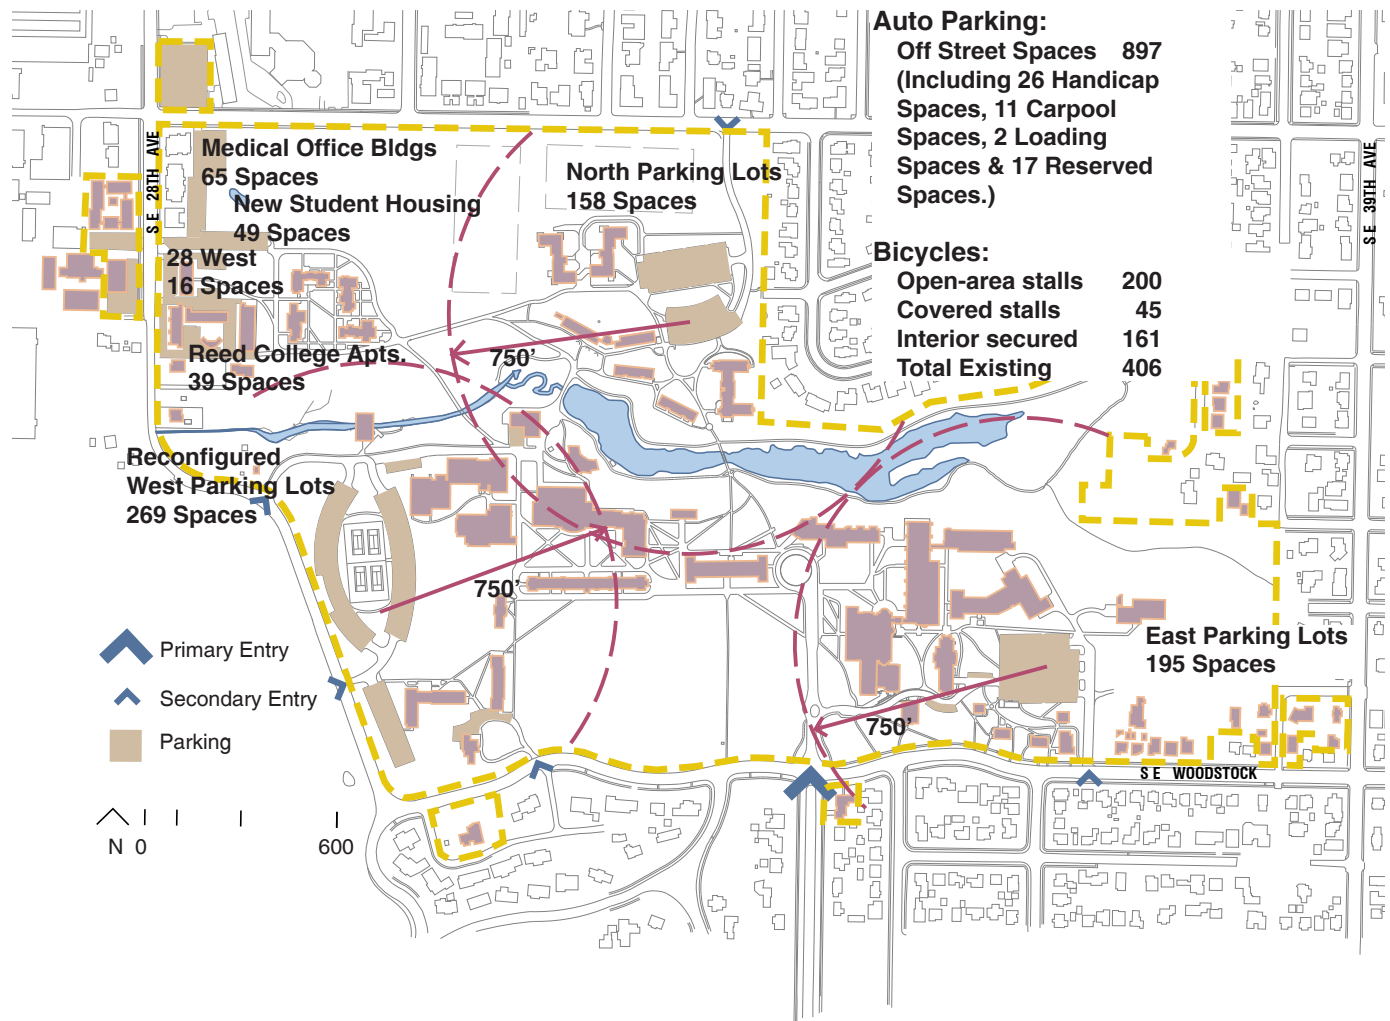 Auto Parking:
Off Street Spaces 897
(Including 26 Handicap
Spaces, 11 Carpool
Spaces, 2 Loading
Spaces & 17 Reserved
Spaces.)
Bicycles:
Open-area stalls 200
Covered stalls 45
Interior secured 161
Total Existing 406
SE 28TH AVE
SE 39TH AVE
Medical Office Bldgs
65 Spaces
New Student Housing
49 Spaces
28 West
16 Spaces
North Parking Lots
158 Spaces
Reed College Apts.
39 Spaces
750'
Reconfigured
West Parking Lots
269 Spaces
750'
East Parking Lots
195 Spaces
750'
SE WOODSTOCK
Primary Entry
Secondary Entry
Parking
N 0 600